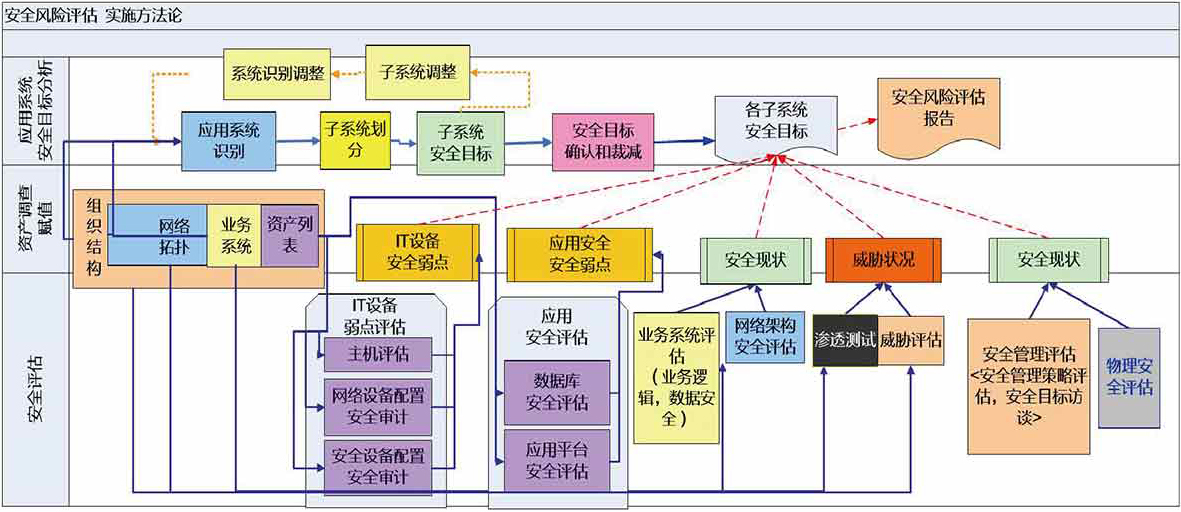 安全风险评估 实施方法论
应用系统
安全目标分析
系统识别调整
子系统调整
应用系统
识别
子系统划
分
子系统
安全目标
安全目标
确认和裁减
各子系统
安全目标
安全风险评估
报告
资产调查
赋值
组
织
结
构
网络
拓扑
业务
系统
资产列
表
IT设备
安全弱点
应用安全
安全弱点
安全现状
威胁状况
安全现状
安全评估
IT设备
弱点评估
主机评估
网络设备配置
安全审计
安全设备配置
安全审计
应用
安全评估
数据库
安全评估
应用平台
安全评估
业务系统评
估
（业务逻
辑，数据安
全）
网络架构
安全评估
渗透测试
威胁评估
安全管理评估
<安全管理策略评
估，安全目标访
谈>
物理安
全评估